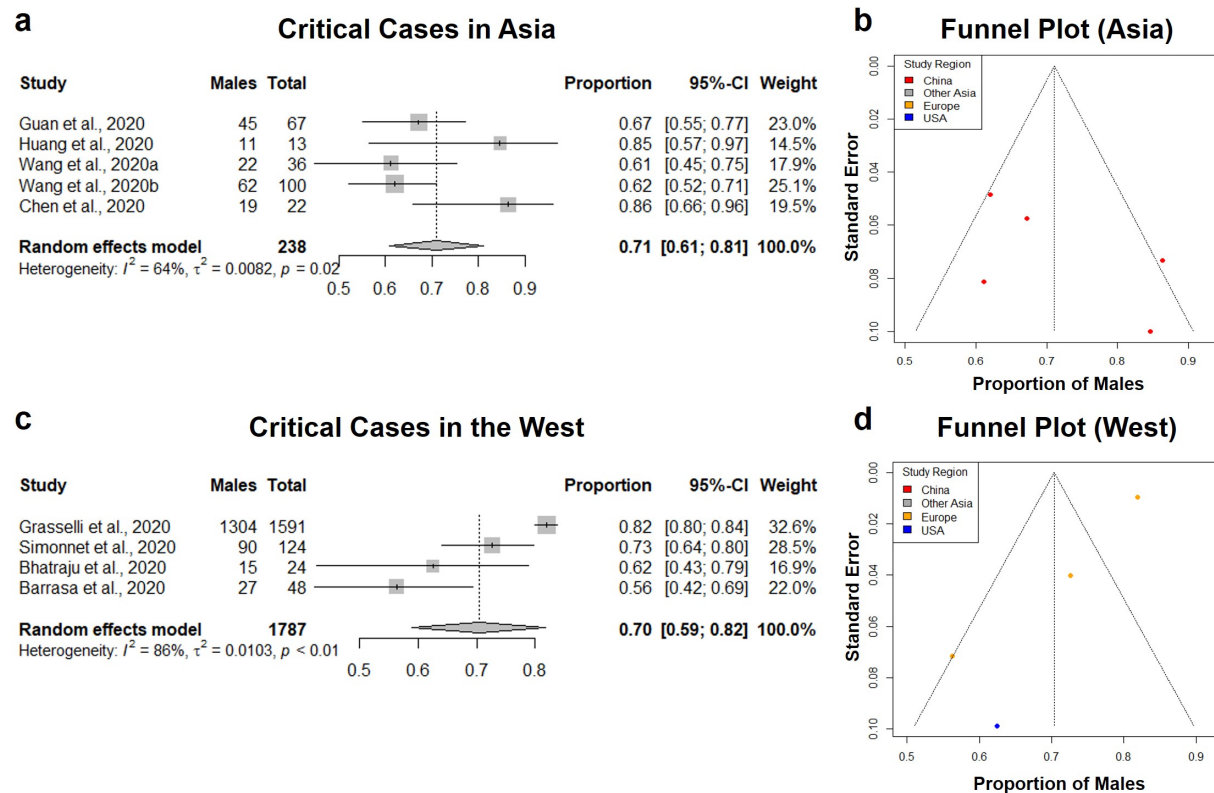 a
Critical Cases in Asia
Study Males Total Proportion 95%-CI Weight
Guan et al., 2020 45 67 0.67 [0.55; 0.77] 23.0%
Huang et al., 2020 11 13 0.85 [0.57; 0.97] 14.5%
Wang et al., 2020a 22 36 0.61 [0.45; 0.75] 17.9%
Wang et al., 2020b 62 100 0.62 [0.52; 0.71] 25.1%
Chen et al., 2020 19 22 0.86 [0.66; 0.96] 19.5%
Random effects model 238 0.71 [0.61; 0.81] 100.0%
Heterogeneity: I² = 64%, τ² = 0.0082, p = 0.02
0.5 0.6 0.7 0.8 0.9
b
Funnel Plot (Asia)
Study Region
China
Other Asia
Europe
USA
Standard Error
0.00
0.02
0.04
0.06
0.08
0.10
0.5 0.6 0.7 0.8 0.9
Proportion of Males
c
Critical Cases in the West
Study Males Total Proportion 95%-CI Weight
Grasselli et al., 2020 1304 1591 0.82 [0.80; 0.84] 32.6%
Simonnet et al., 2020 90 124 0.73 [0.64; 0.80] 28.5%
Bhatraju et al., 2020 15 24 0.62 [0.43; 0.79] 16.9%
Barrasa et al., 2020 27 48 0.56 [0.42; 0.69] 22.0%
Random effects model 1787 0.70 [0.59; 0.82] 100.0%
Heterogeneity: I² = 86%, τ² = 0.0103, p < 0.01
0.5 0.6 0.7 0.8
d
Funnel Plot (West)
Study Region
China
Other Asia
Europe
USA
Standard Error
0.00
0.02
0.04
0.06
0.08
0.10
0.5 0.6 0.7 0.8 0.9
Proportion of Males